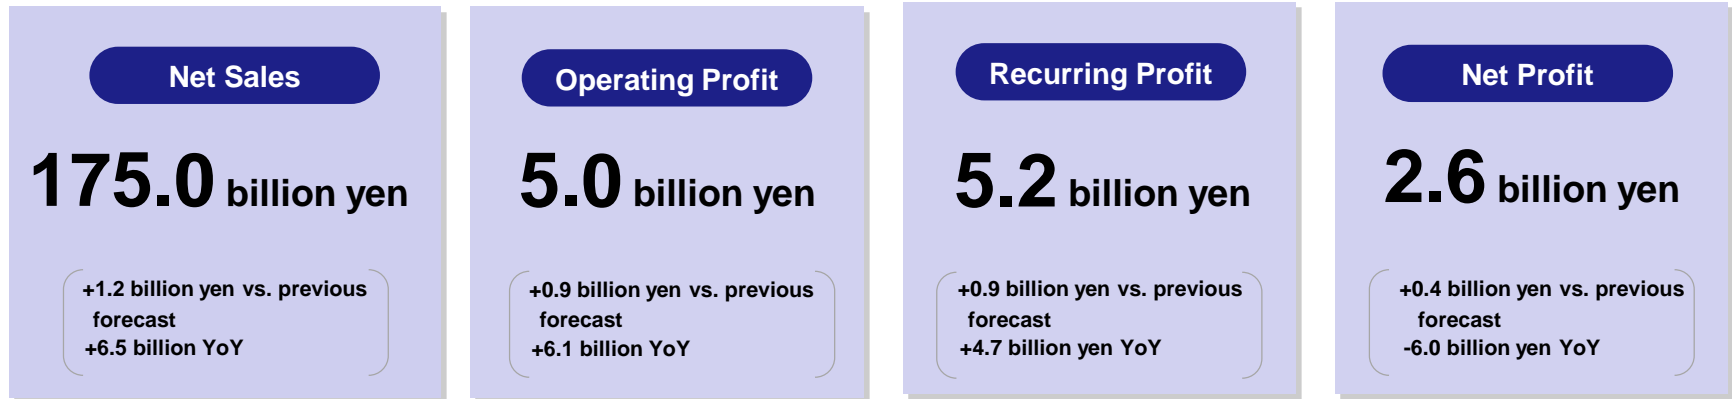 Net Sales
175.0 billion yen
+1.2 billion yen vs. previous
forecast
+6.5 billion YoY
Operating Profit
5.0 billion yen
+0.9 billion yen vs. previous
forecast
+6.1 billion YoY
Recurring Profit
5.2 billion yen
+0.9 billion yen vs. previous
forecast
+4.7 billion yen YoY
Net Profit
2.6 billion yen
+0.4 billion yen vs. previous
forecast
-6.0 billion yen YoY